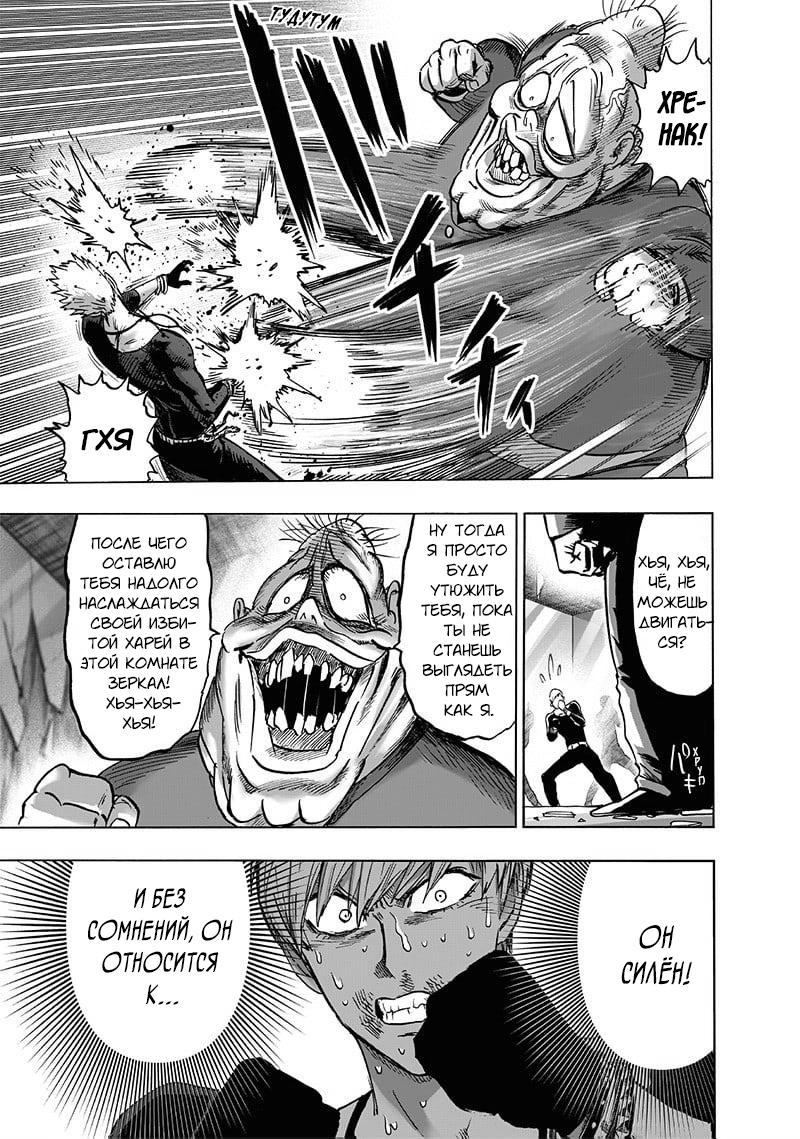 ТУДУТУМ
ХРЕ-
НАК!
ГХЯ
ХЬЯ, ХЬЯ,
ЧЁ, НЕ
МОЖЕШЬ
ДВИГАТЬ-
СЯ?
パキ
ХРУП
НУ ТОГДА
Я ПРОСТО
БУДУ
УТЮЖИТЬ
ТЕБЯ, ПОКА
ТЫ НЕ
СТАНЕШЬ
ВЫГЛЯДЕТЬ
ПРЯМ
КАК Я.
ПОСЛЕ ЧЕГО
ОСТАВЛЮ
ТЕБЯ НАДОЛГО
НАСЛАЖДАТЬСЯ
СВОЕЙ ИЗБИ-
ТОЙ ХАРЕЙ В
ЭТОЙ КОМНАТЕ
ЗЕРКАЛ!
ХЬЯ-ХЬЯ-
ХЬЯ!
ОН
СИЛЁН!
И БЕЗ
СОМНЕНИЙ, ОН
ОТНОСИТСЯ
К...